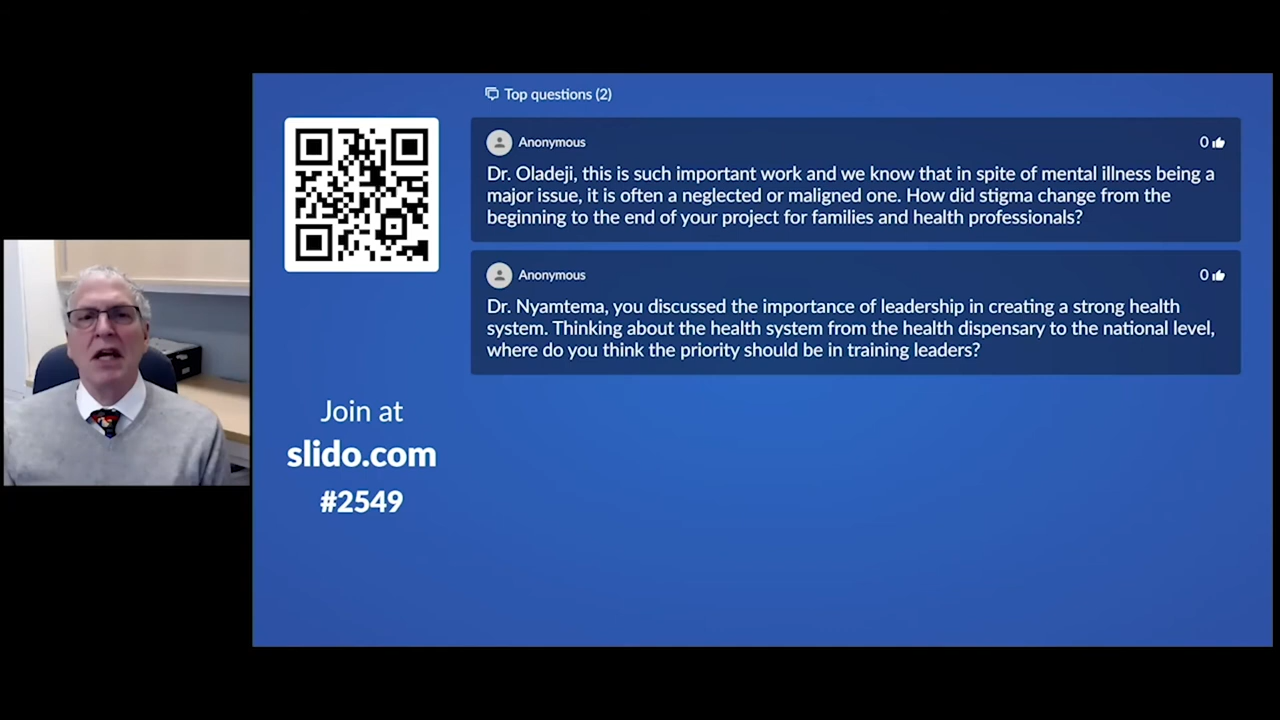 Top questions (2)
Anonymous
0
Dr. Oladeji, this is such important work and we know that in spite of mental illness being a
major issue, it is often a neglected or maligned one. How did stigma change from the
beginning to the end of your project for families and health professionals?
Anonymous
0
Dr. Nyamtema, you discussed the importance of leadership in creating a strong health
system. Thinking about the health system from the health dispensary to the national level,
where do you think the priority should be in training leaders?
Join at
slido.com
#2549